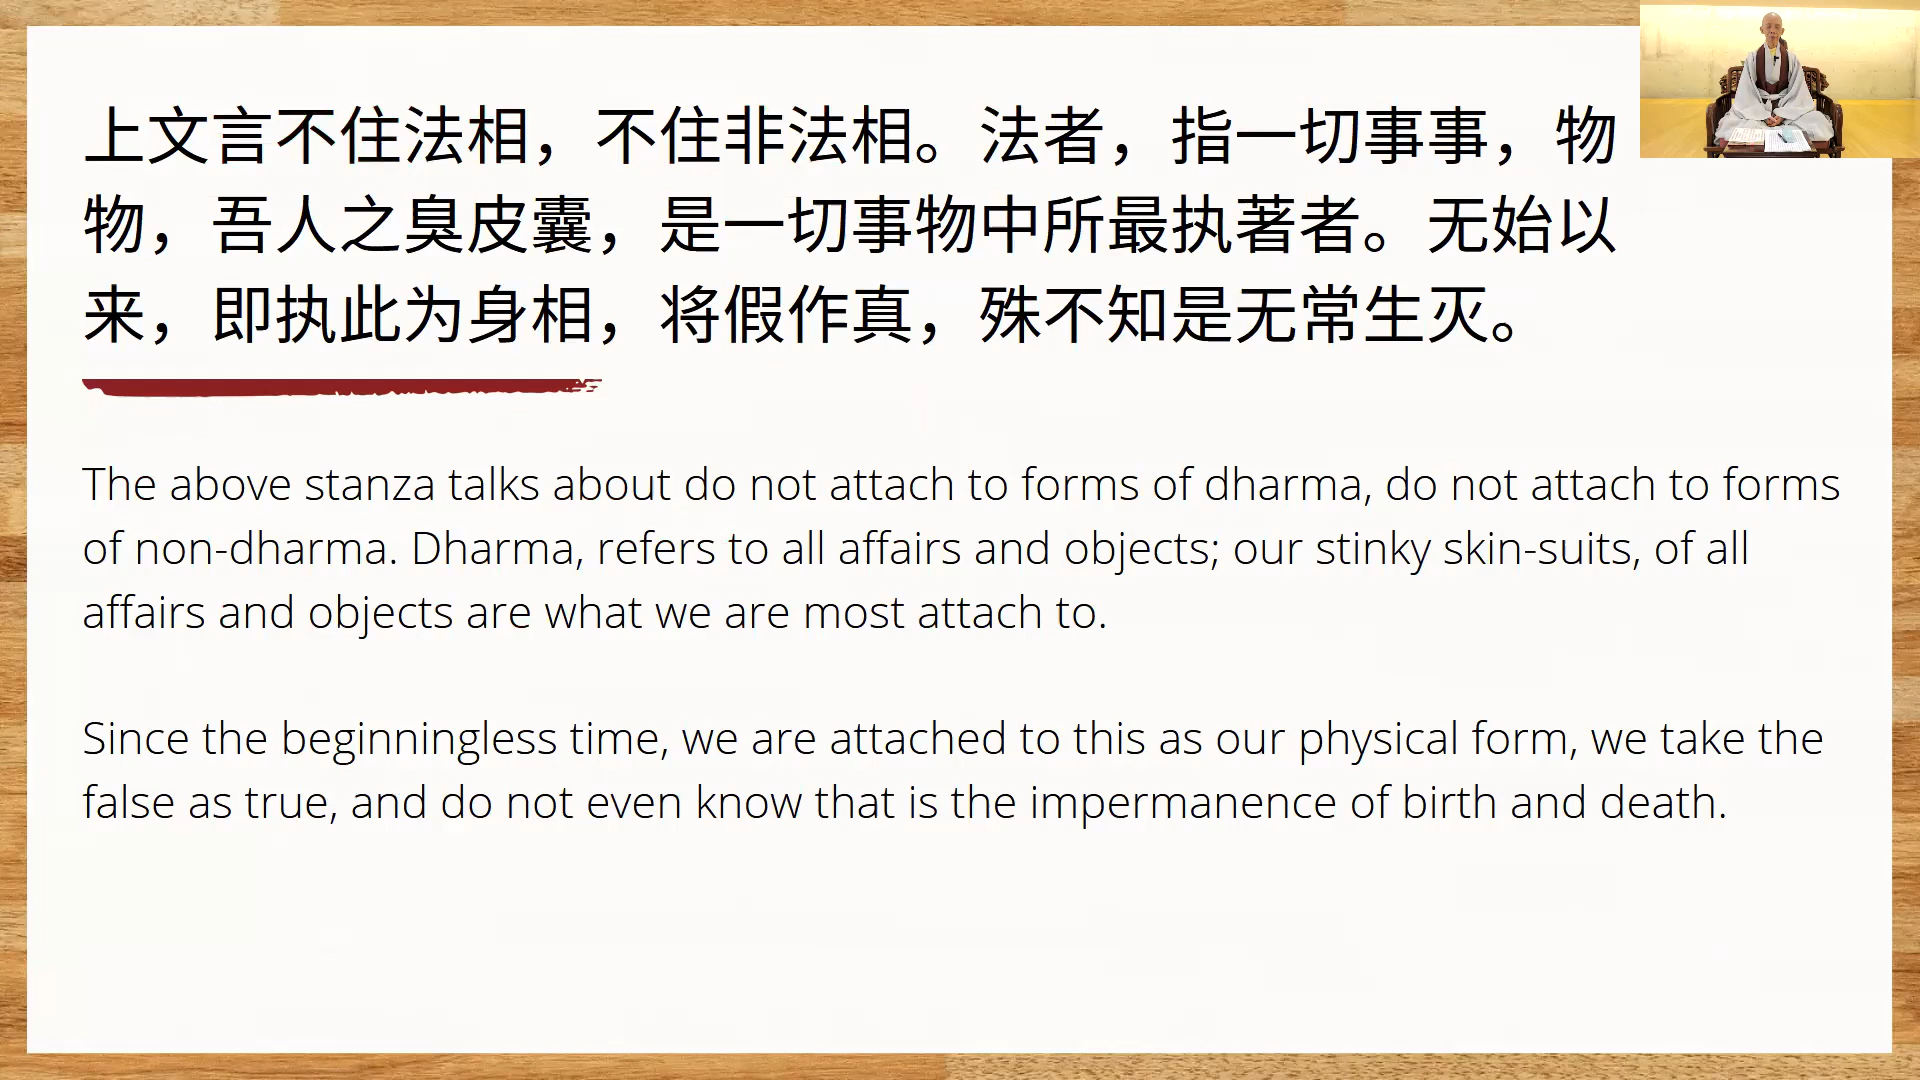 上文言不住法相，不住非法相。法者，指一切事事，物
物，吾人之臭皮囊，是一切事物中所最执著者。无始以
来，即执此为身相，将假作真，殊不知是无常生灭。
The above stanza talks about do not attach to forms of dharma, do not attach to forms
of non-dharma. Dharma, refers to all affairs and objects; our stinky skin-suits, of all
affairs and objects are what we are most attach to.
Since the beginningless time, we are attached to this as our physical form, we take the
false as true, and do not even know that is the impermanence of birth and death.